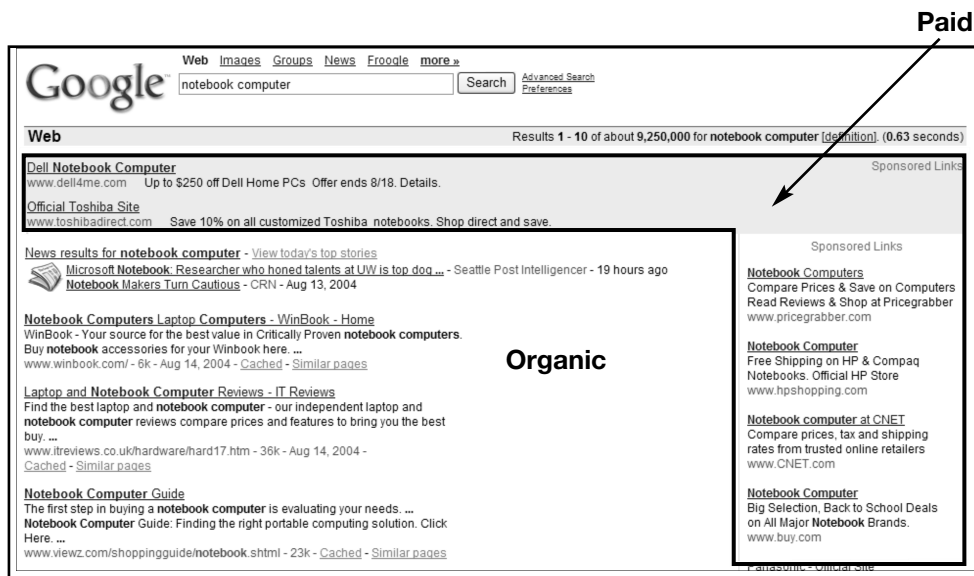 Paid
Google™
Web Images Groups News Froogle more »
notebook computer
Search
Advanced Search
Preferences
Web
Results 1 - 10 of about 9,250,000 for notebook computer [definition]. (0.63 seconds)
Dell Notebook Computer
Sponsored Links
www.dell4me.com Up to $250 off Dell Home PCs Offer ends 8/18. Details.
Official Toshiba Site
www.toshibadirect.com Save 10% on all customized Toshiba notebooks. Shop direct and save.
News results for notebook computer - View today's top stories
Microsoft Notebook: Researcher who honed talents at UW is top dog ... - Seattle Post Intelligencer - 19 hours ago
Notebook Makers Turn Cautious - CRN - Aug 13, 2004
Notebook Computers Laptop Computers - WinBook - Home
WinBook - Your source for the best value in Critically Proven notebook computers.
Buy notebook accessories for your Winbook here. ...
www.winbook.com/ - 6k - Aug 14, 2004 - Cached - Similar pages
Organic
Laptop and Notebook Computer Reviews - IT Reviews
Find the best laptop and notebook computer - our independent laptop and
notebook computer reviews compare prices and features to bring you the best
buy. ...
www.itreviews.co.uk/hardware/hard17.htm - 36k - Aug 14, 2004 -
Cached - Similar pages
Notebook Computer Guide
The first step in buying a notebook computer is evaluating your needs. ...
Notebook Computer Guide: Finding the right portable computing solution. Click
Here. ...
www.viewz.com/shoppingguide/notebook.shtml - 23k - Cached - Similar pages
Sponsored Links
Notebook Computers
Compare Prices & Save on Computers
Read Reviews & Shop at Pricegrabber
www.pricegrabber.com
Notebook Computer
Free Shipping on HP & Compaq
Notebooks. Official HP Store
www.hpshopping.com
Notebook computer at CNET
Compare prices, tax and shipping
rates from trusted online retailers
www.CNET.com
Notebook Computer
Big Selection, Back to School Deals
on All Major Notebook Brands.
www.buy.com
Panasonic - Official Site